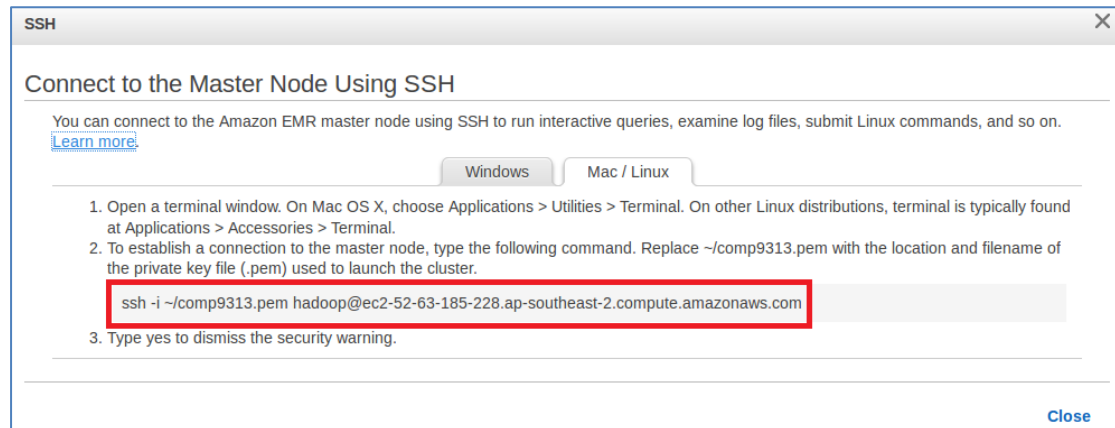 SSH
Connect to the Master Node Using SSH
You can connect to the Amazon EMR master node using SSH to run interactive queries, examine log files, submit Linux commands, and so on.
Learn more.
Windows
Mac / Linux
1. Open a terminal window. On Mac OS X, choose Applications > Utilities > Terminal. On other Linux distributions, terminal is typically found
at Applications > Accessories > Terminal.
2. To establish a connection to the master node, type the following command. Replace ~/comp9313.pem with the location and filename of
the private key file (.pem) used to launch the cluster.
ssh -i ~/comp9313.pem hadoop@ec2-52-63-185-228.ap-southeast-2.compute.amazonaws.com
3. Type yes to dismiss the security warning.
Close